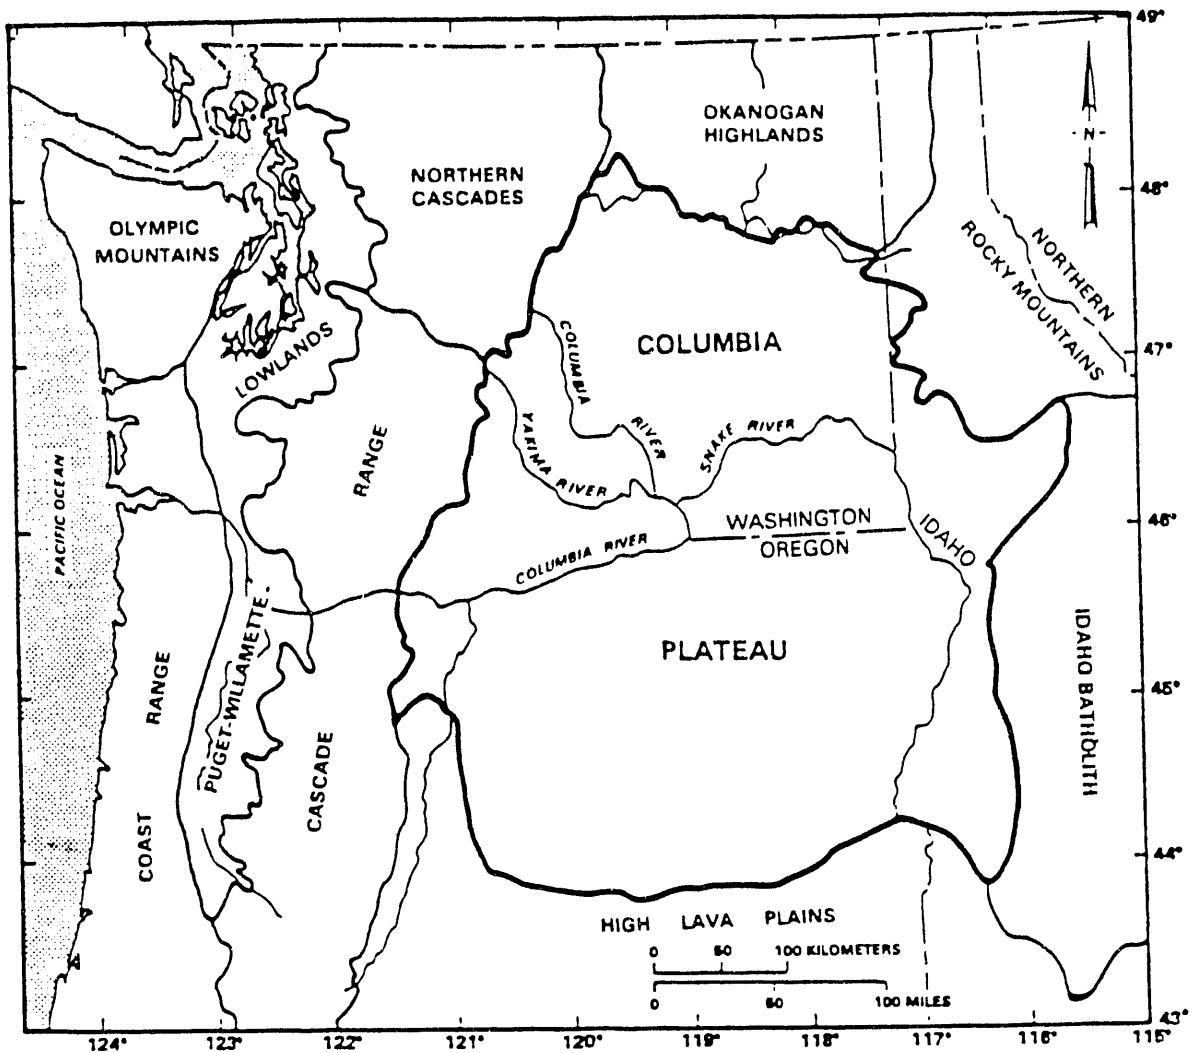 49°
OKANOGAN
HIGHLANDS
-N-
NORTHERN
CASCADES
48°
OLYMPIC
MOUNTAINS
NORTHERN
ROCKY MOUNTAINS
COLUMBIA
RIVER
COLUMBIA
47°
LOWLANDS
YAKIMA RIVER
SNAKE RIVER
RANGE
PACIFIC OCEAN
WASHINGTON
OREGON
IDAHO
46°
COLUMBIA RIVER
PUGET-WILLAMETTE-
PLATEAU
IDAHO BATHOLITH
45°
COAST RANGE
CASCADE
44°
HIGH LAVA PLAINS
0 50 100 KILOMETERS
0 50 100 MILES
43°
124° 123° 122° 121° 120° 119° 118° 117° 116° 115°